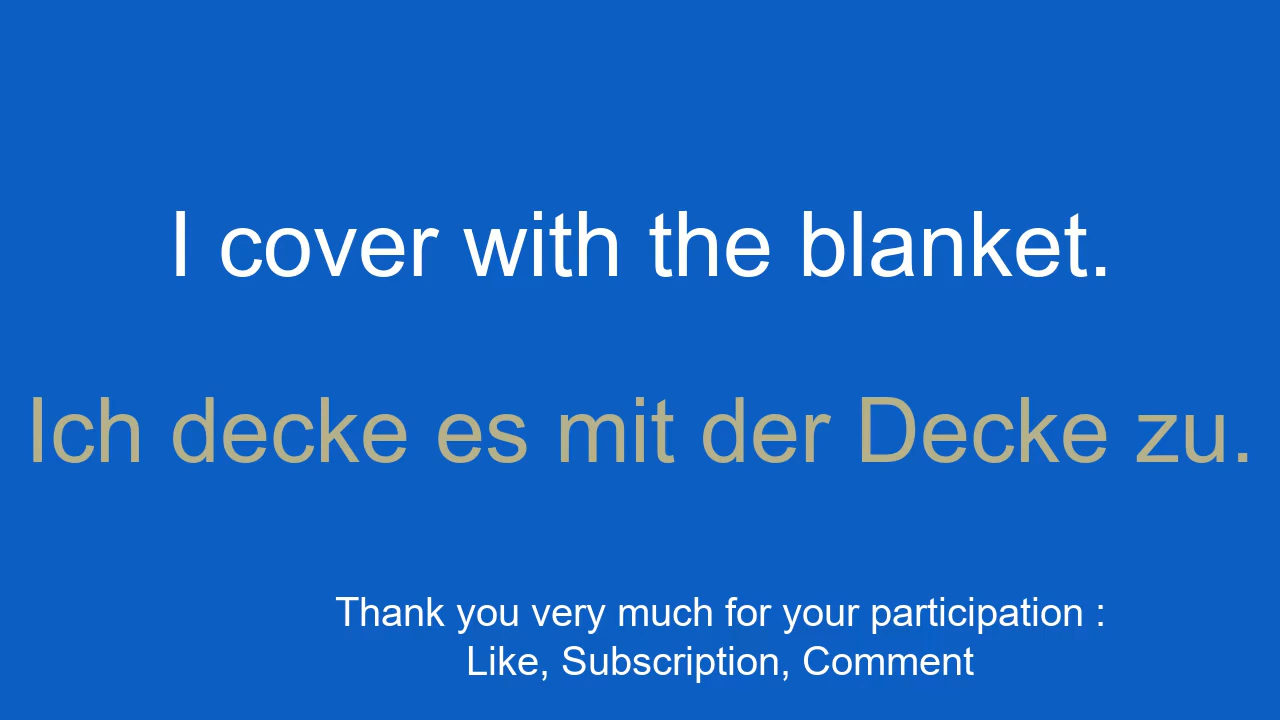 I cover with the blanket.
Ich decke es mit der Decke zu.
Thank you very much for your participation :
Like, Subscription, Comment